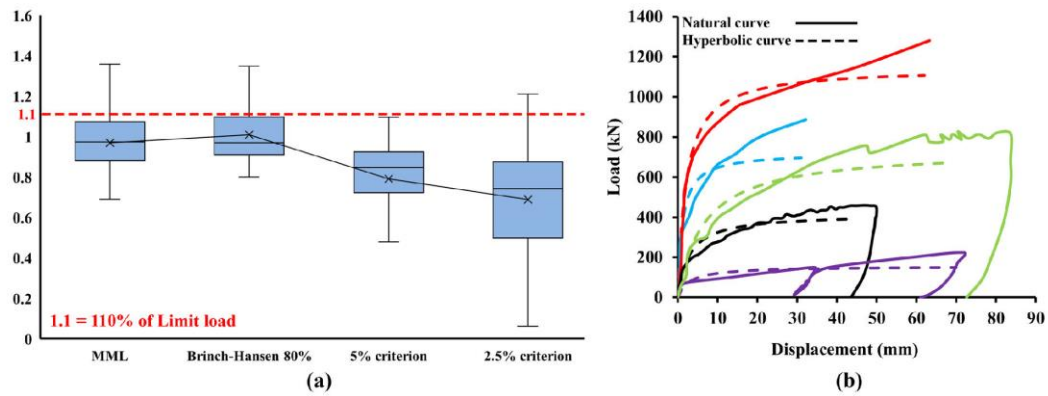 1.6
1.4
1.2
1.1
1
0.8
0.6
0.4
0.2
0
1.1 = 110% of Limit load
MML Brinch-Hansen 80% 5% criterion 2.5% criterion
(a)
Natural curve
Hyperbolic curve
Load (kN)
1400
1200
1000
800
600
400
200
0
0 10 20 30 40 50 60 70 80 90
Displacement (mm)
(b)